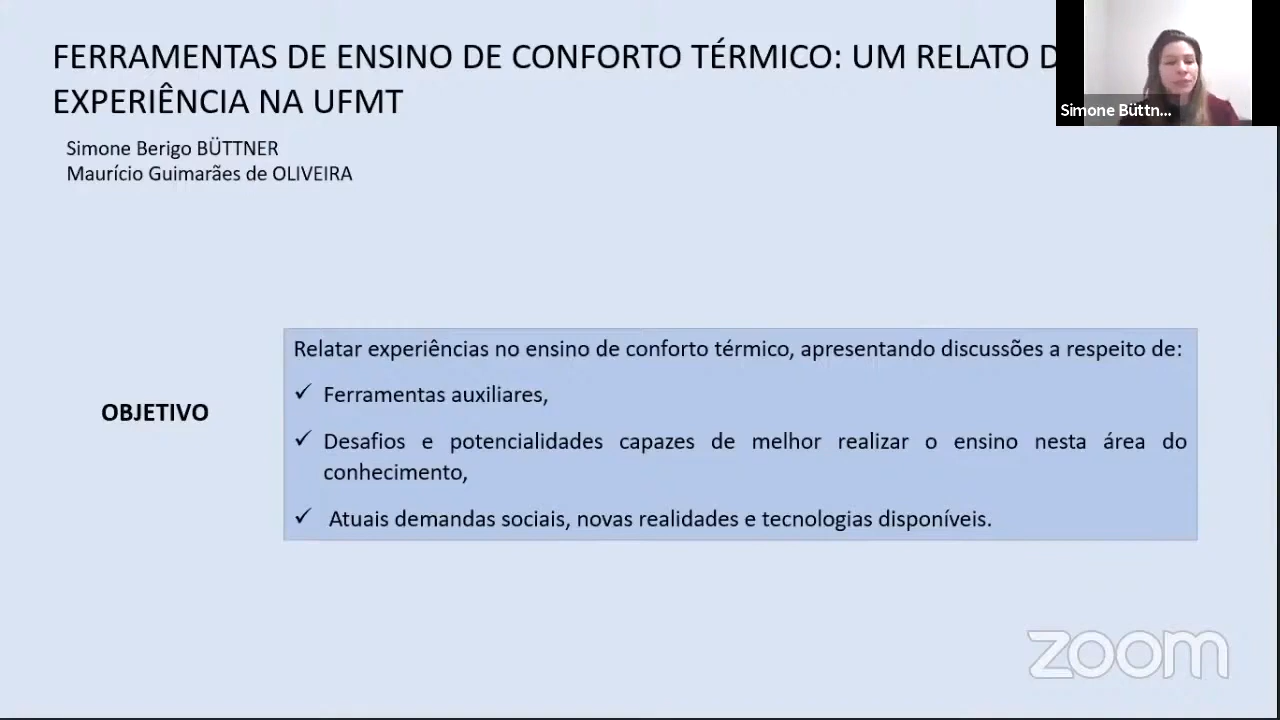 FERRAMENTAS DE ENSINO DE CONFORTO TÉRMICO: UM RELATO D
EXPERIÊNCIA NA UFMT
Simone Büttn...
Simone Berigo BÜTTNER
Maurício Guimarães de OLIVEIRA
Relatar experiências no ensino de conforto térmico, apresentando discussões a respeito de:
✓ Ferramentas auxiliares,
OBJETIVO
✓ Desafios e potencialidades capazes de melhor realizar o ensino nesta área do
conhecimento,
✓ Atuais demandas sociais, novas realidades e tecnologias disponíveis.
zoom